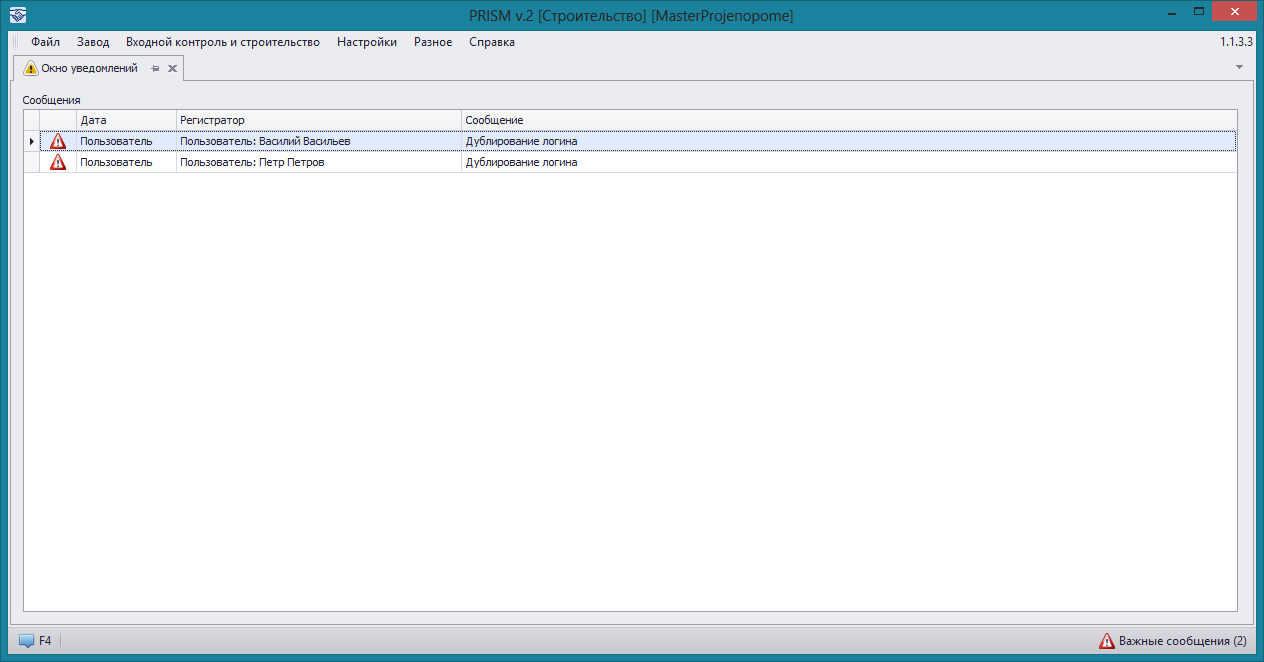 PRISM v.2 [Строительство] [MasterProjепоромe]
Файл Завод Входной контроль и строительство Настройки Разное Справка 1.1.3.3
Окно уведомлений
Сообщения
Дата Регистратор Сообщение
Пользователь Пользователь: Василий Васильев Дублирование логина
Пользователь Пользователь: Петр Петров Дублирование логина
F4 Важные сообщения (2)